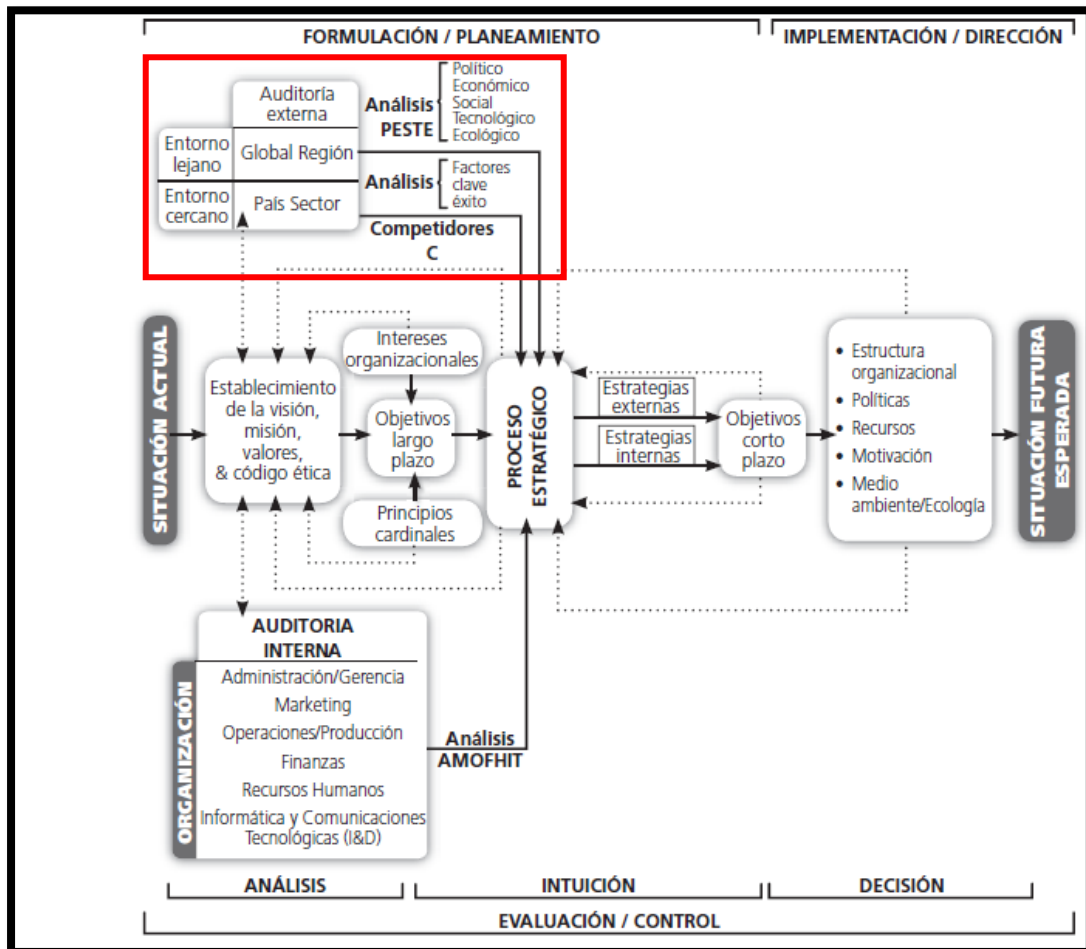 FORMULACIÓN / PLANEAMIENTO
IMPLEMENTACIÓN / DIRECCIÓN
Auditoría
externa
Entorno
lejano
Global Región
Entorno
cercano
País Sector
Análisis
PESTE
Político
Económico
Social
Tecnológico
Ecológico
Análisis
Factores
clave
éxito
Competidores
C
SITUACIÓN ACTUAL
Establecimiento
de la visión,
misión,
valores,
& código ética
Intereses
organizacionales
Objetivos
largo
plazo
Principios
cardinales
PROCESO
ESTRATÉGICO
Estrategias
externas
Estrategias
internas
Objetivos
corto
plazo
• Estructura
organizacional
• Políticas
• Recursos
• Motivación
• Medio
ambiente/Ecología
SITUACIÓN FUTURA
ESPERADA
ORGANIZACIÓN
AUDITORIA
INTERNA
Administración/Gerencia
Marketing
Operaciones/Producción
Finanzas
Recursos Humanos
Informática y Comunicaciones
Tecnológicas (I&D)
Análisis
AMOFHIT
ANÁLISIS
INTUICIÓN
DECISIÓN
EVALUACIÓN / CONTROL